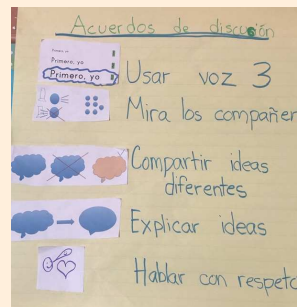 Acuerdos de discusión
Primero, yo
Primero, yo
Usar voz 3
Mira los compañer
Compartir ideas
diferentes
Explicar ideas
Hablar con respeto